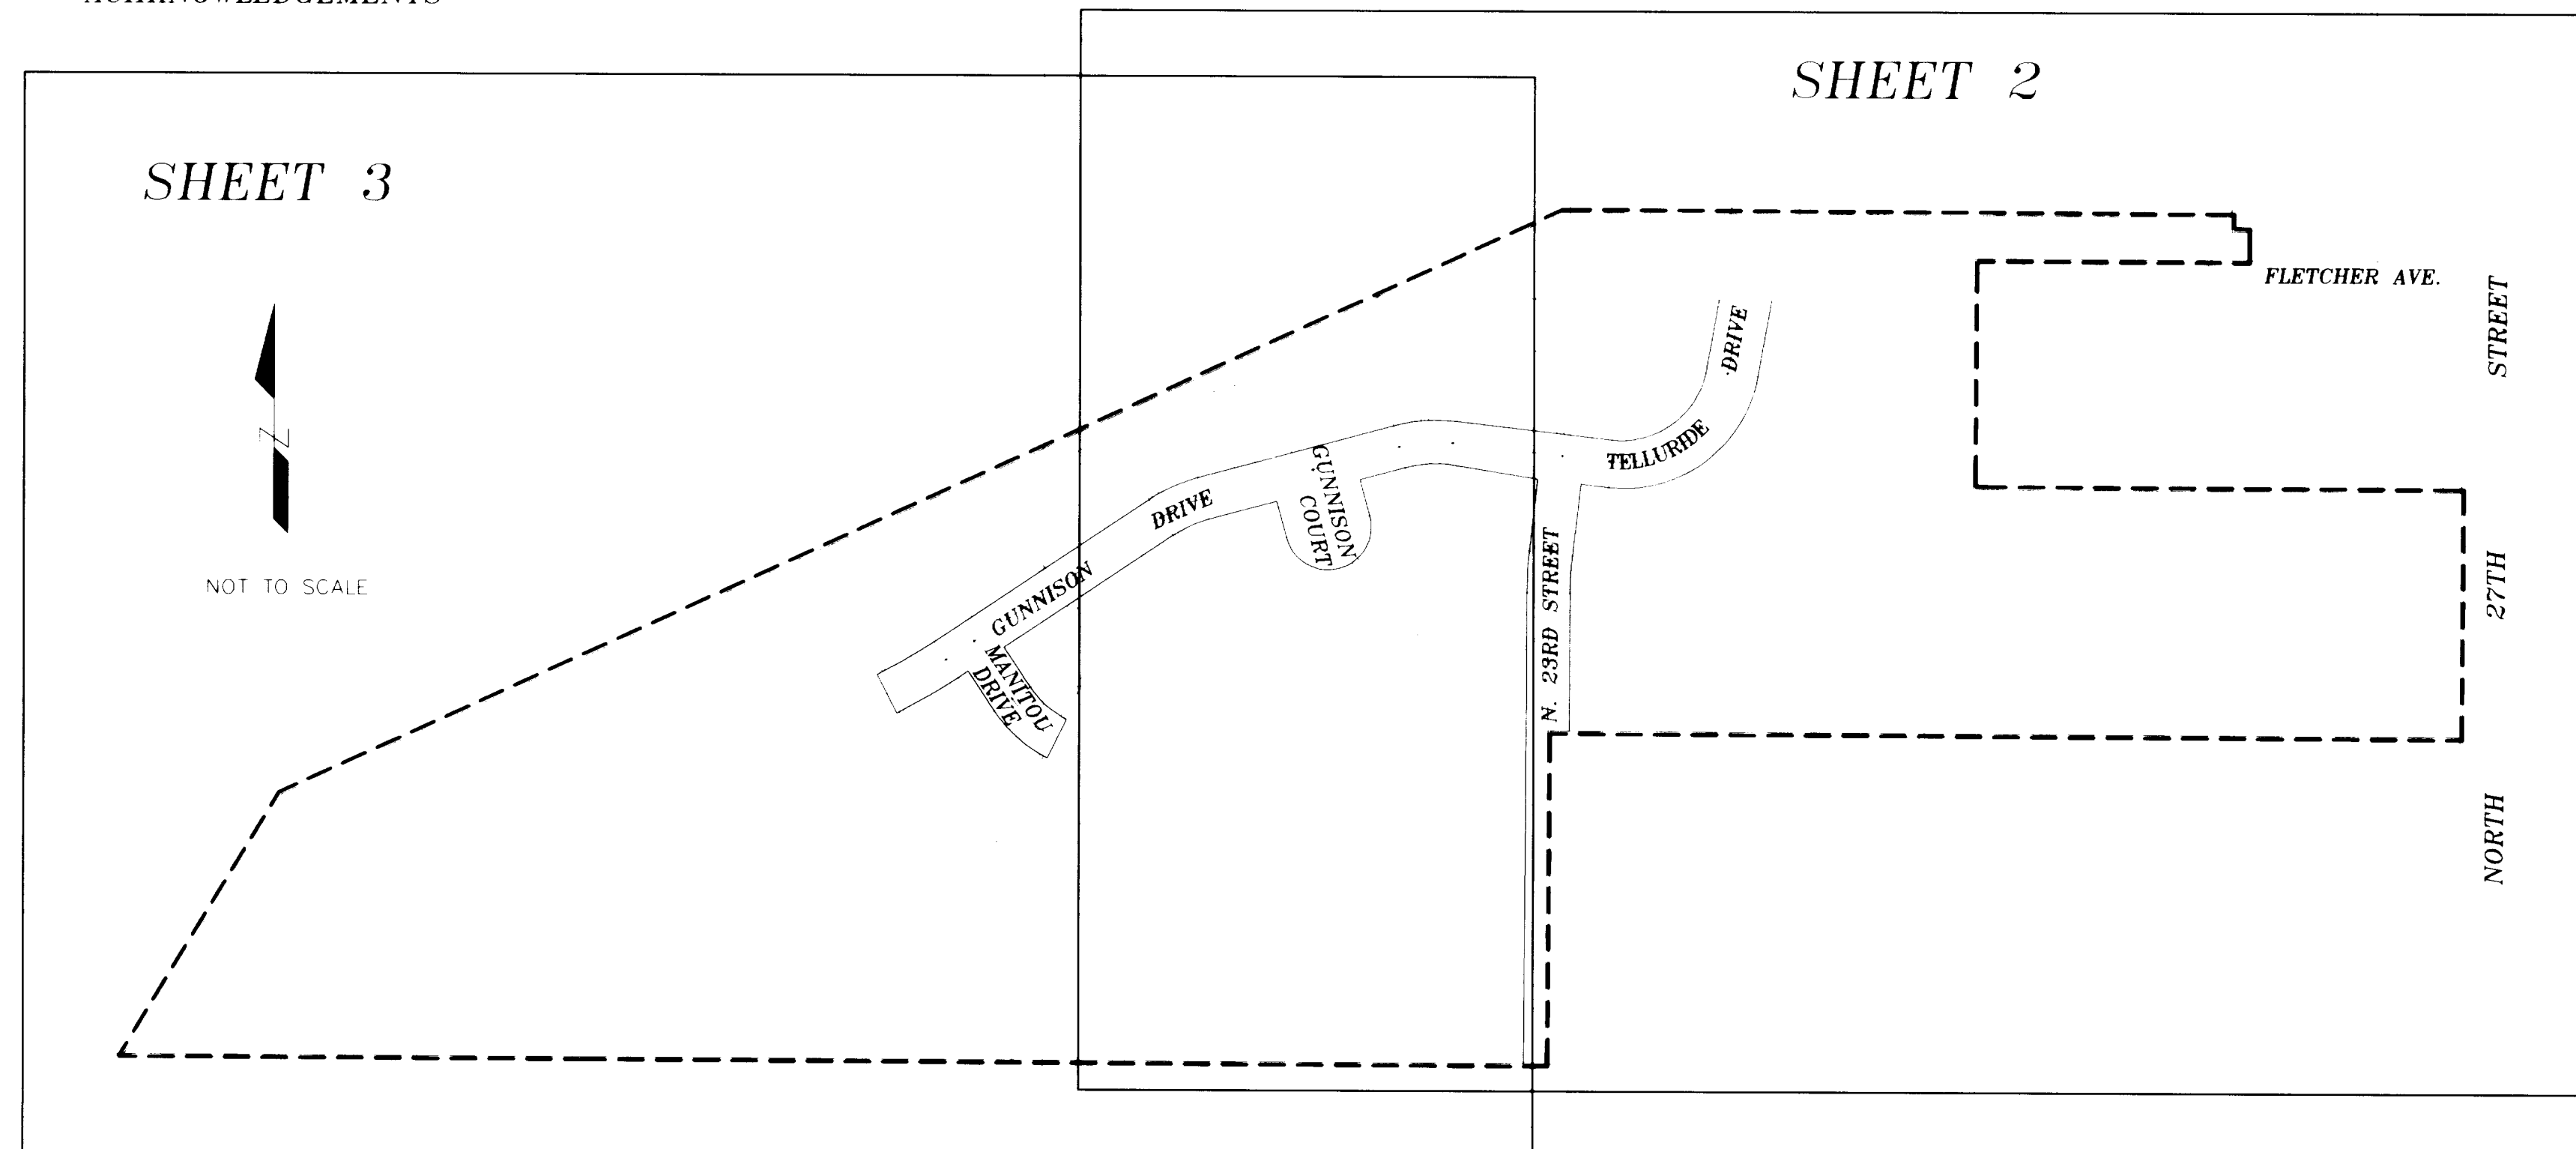 SHEET 2
SHEET 3
N
NOT TO SCALE
FLETCHER AVE.
NORTH 27TH STREET
TELLURIDE DRIVE
GUNNISON DRIVE
GUNNISON
COURT
N. 23RD STREET
MANITOU
DRIVE